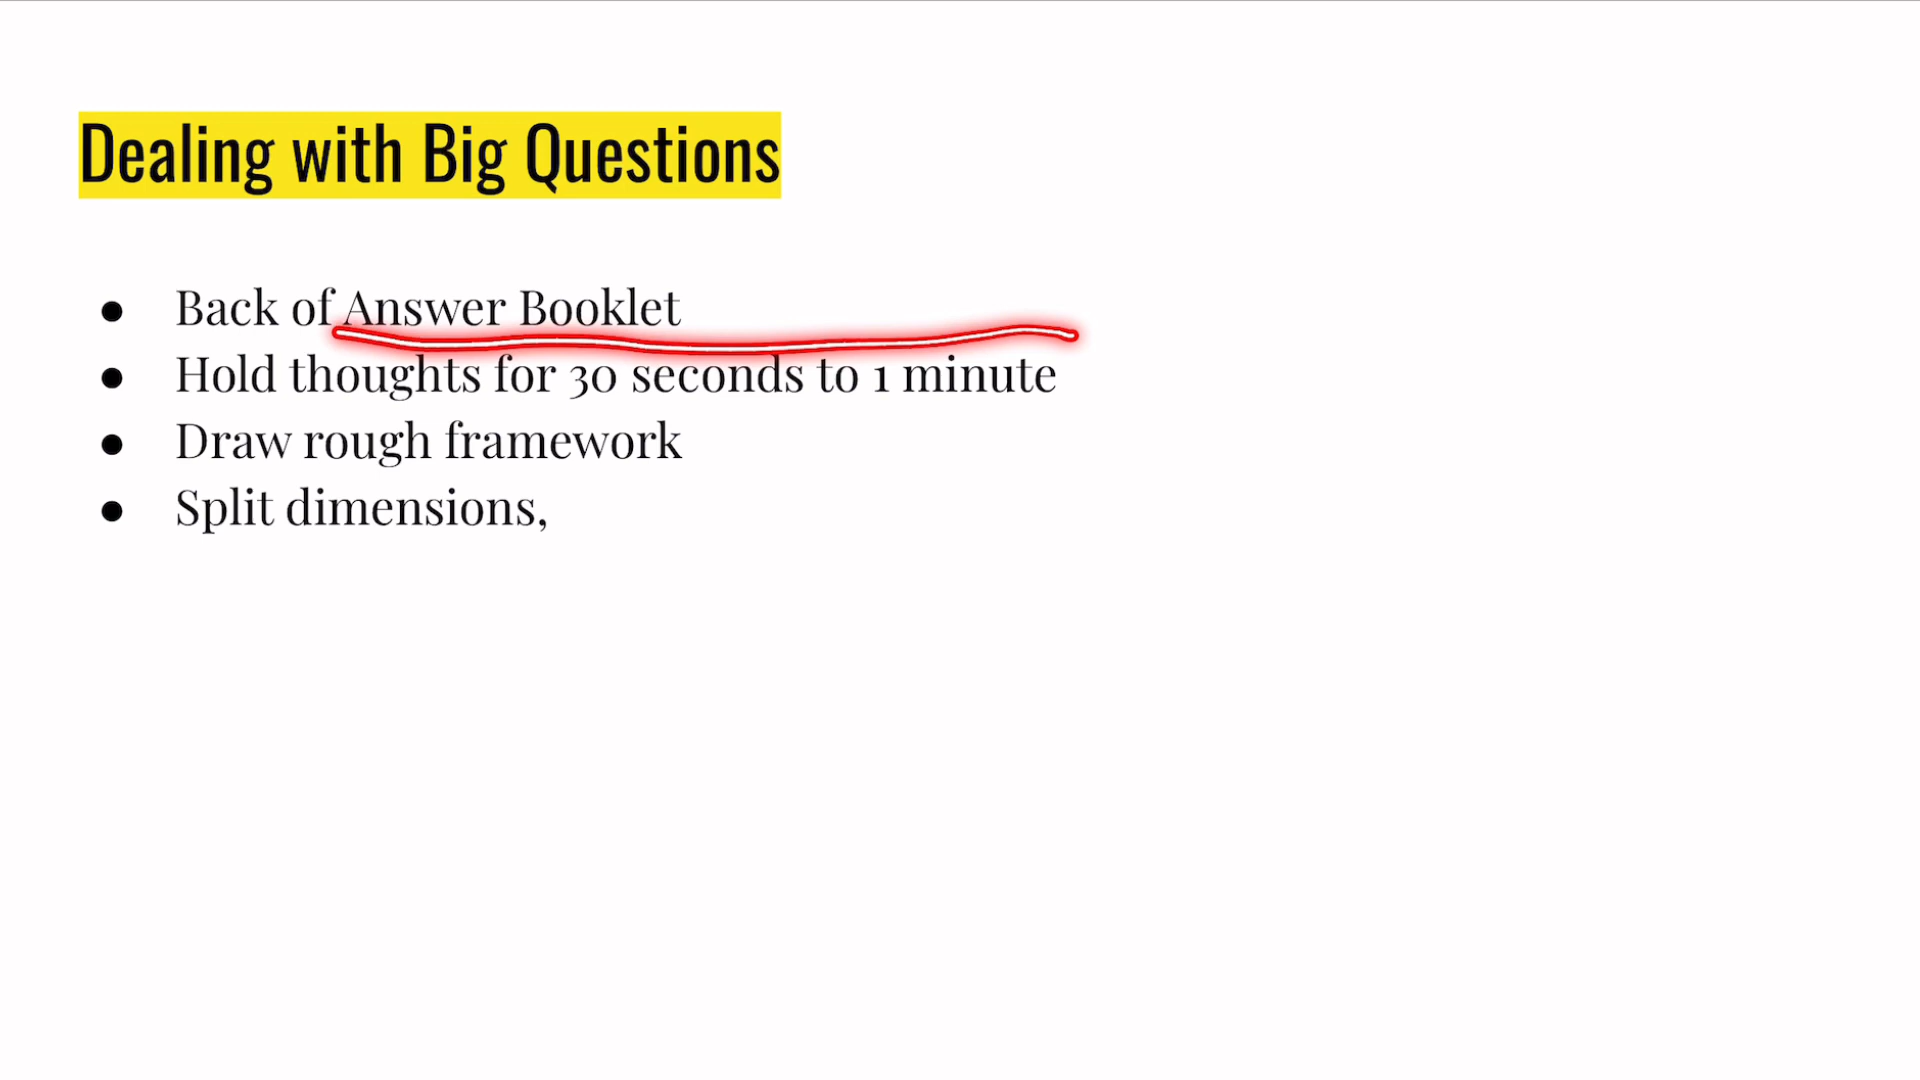 Dealing with Big Questions
● Back of Answer Booklet
● Hold thoughts for 30 seconds to 1 minute
● Draw rough framework
● Split dimensions,